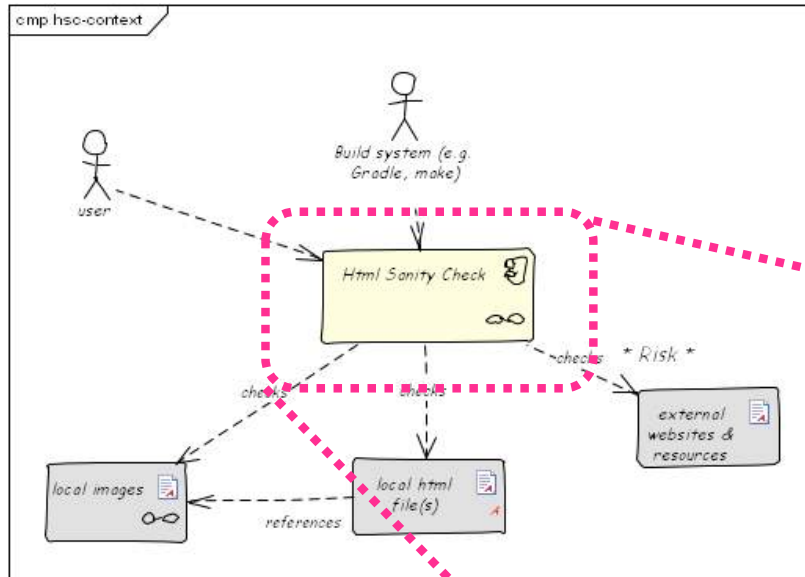 cmp hsc-context
Build system (e.g.
Gradle, make)
user
Html Sanity Check
checks
* Risk *
checks
checks
external
websites &
resources
local images
local html
file(s)
references